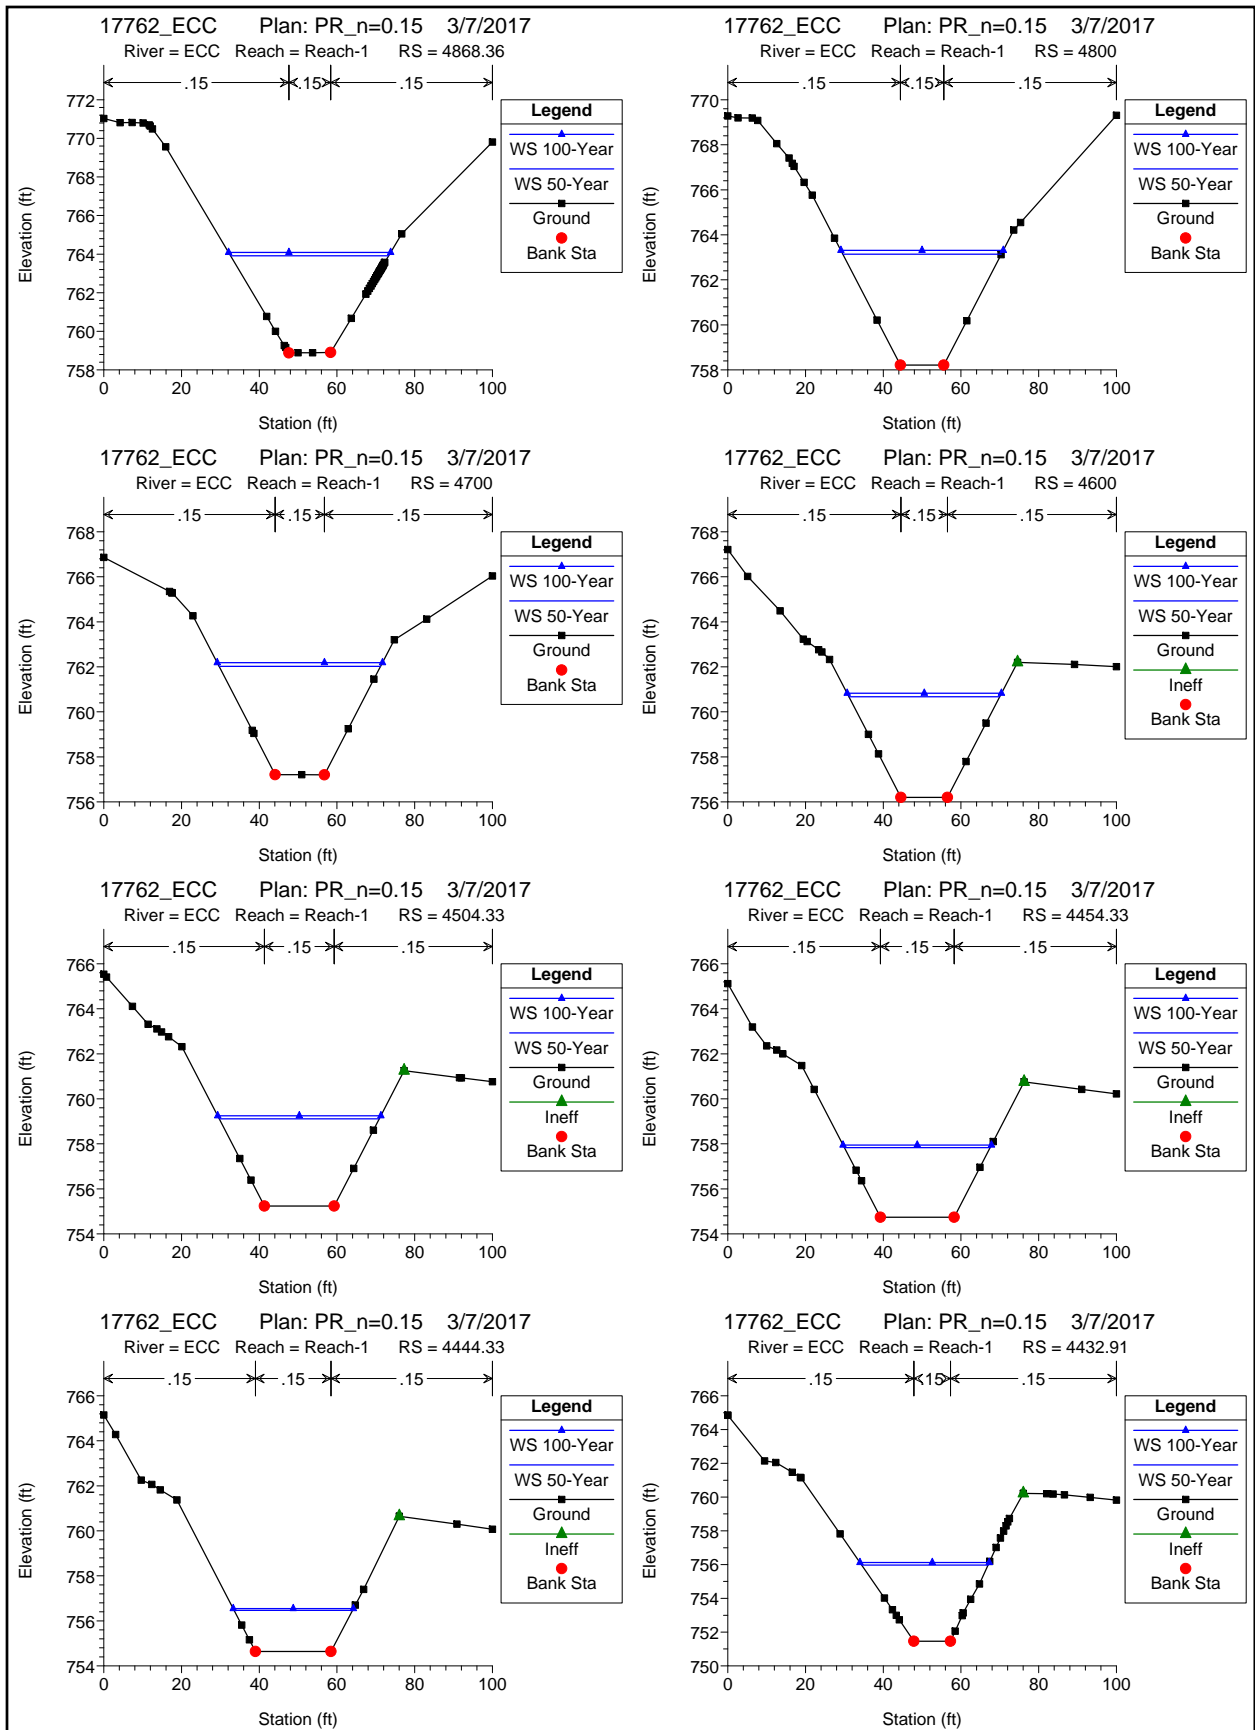 17762_ECC Plan: PR_n=0.15 3/7/2017
River = ECC Reach = Reach-1 RS = 4868.36
.15 .15 .15
772
770
768
766
764
762
760
758
0 20 40 60 80 100
Elevation (ft)
Station (ft)
Legend
WS 100-Year
WS 50-Year
Ground
Bank Sta
17762_ECC Plan: PR_n=0.15 3/7/2017
River = ECC Reach = Reach-1 RS = 4800
.15 .15 .15
770
768
766
764
762
760
758
0 20 40 60 80 100
Elevation (ft)
Station (ft)
Legend
WS 100-Year
WS 50-Year
Ground
Bank Sta
17762_ECC Plan: PR_n=0.15 3/7/2017
River = ECC Reach = Reach-1 RS = 4700
.15 .15 .15
768
766
764
762
760
758
756
0 20 40 60 80 100
Elevation (ft)
Station (ft)
Legend
WS 100-Year
WS 50-Year
Ground
Bank Sta
17762_ECC Plan: PR_n=0.15 3/7/2017
River = ECC Reach = Reach-1 RS = 4600
.15 .15 .15
768
766
764
762
760
758
756
0 20 40 60 80 100
Elevation (ft)
Station (ft)
Legend
WS 100-Year
WS 50-Year
Ground
Ineff
Bank Sta
17762_ECC Plan: PR_n=0.15 3/7/2017
River = ECC Reach = Reach-1 RS = 4504.33
.15 .15 .15
766
764
762
760
758
756
754
0 20 40 60 80 100
Elevation (ft)
Station (ft)
Legend
WS 100-Year
WS 50-Year
Ground
Ineff
Bank Sta
17762_ECC Plan: PR_n=0.15 3/7/2017
River = ECC Reach = Reach-1 RS = 4454.33
.15 .15 .15
766
764
762
760
758
756
754
0 20 40 60 80 100
Elevation (ft)
Station (ft)
Legend
WS 100-Year
WS 50-Year
Ground
Ineff
Bank Sta
17762_ECC Plan: PR_n=0.15 3/7/2017
River = ECC Reach = Reach-1 RS = 4444.33
.15 .15 .15
766
764
762
760
758
756
754
0 20 40 60 80 100
Elevation (ft)
Station (ft)
Legend
WS 100-Year
WS 50-Year
Ground
Ineff
Bank Sta
17762_ECC Plan: PR_n=0.15 3/7/2017
River = ECC Reach = Reach-1 RS = 4432.91
.15 .15 .15
766
764
762
760
758
756
754
752
750
0 20 40 60 80 100
Elevation (ft)
Station (ft)
Legend
WS 100-Year
WS 50-Year
Ground
Ineff
Bank Sta